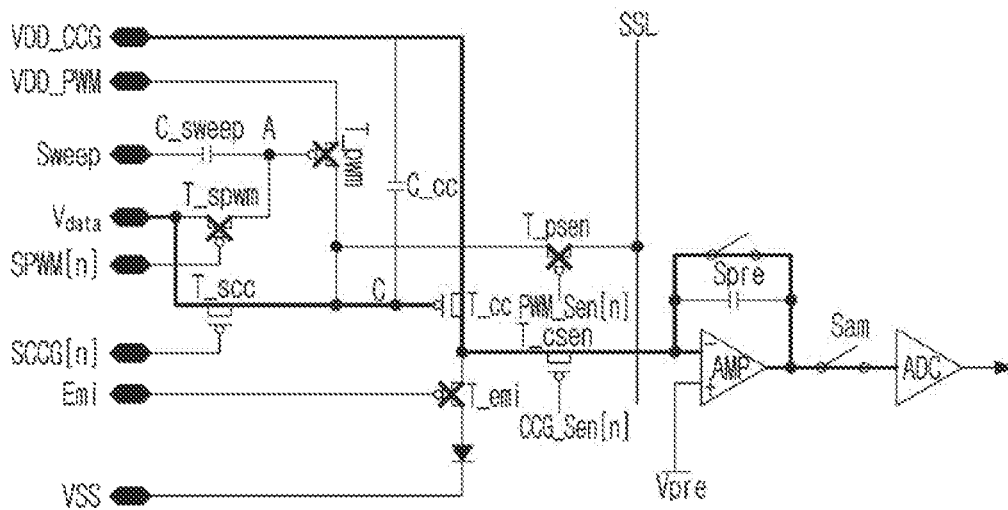 VDD_CCG
SSL
VDD_PWM
C_sweep
A
Sweep
T_PWM
C_cc
T_spwm
Vdata
T_psen
SPWM[n]
T_scc
Spre
C
T_cc
PWM_Sen[n]
T_csen
Sam
SCCG[n]
AMP
ADC
Emi
T_emi
CCG_Sen[n]
VSS
Vpre